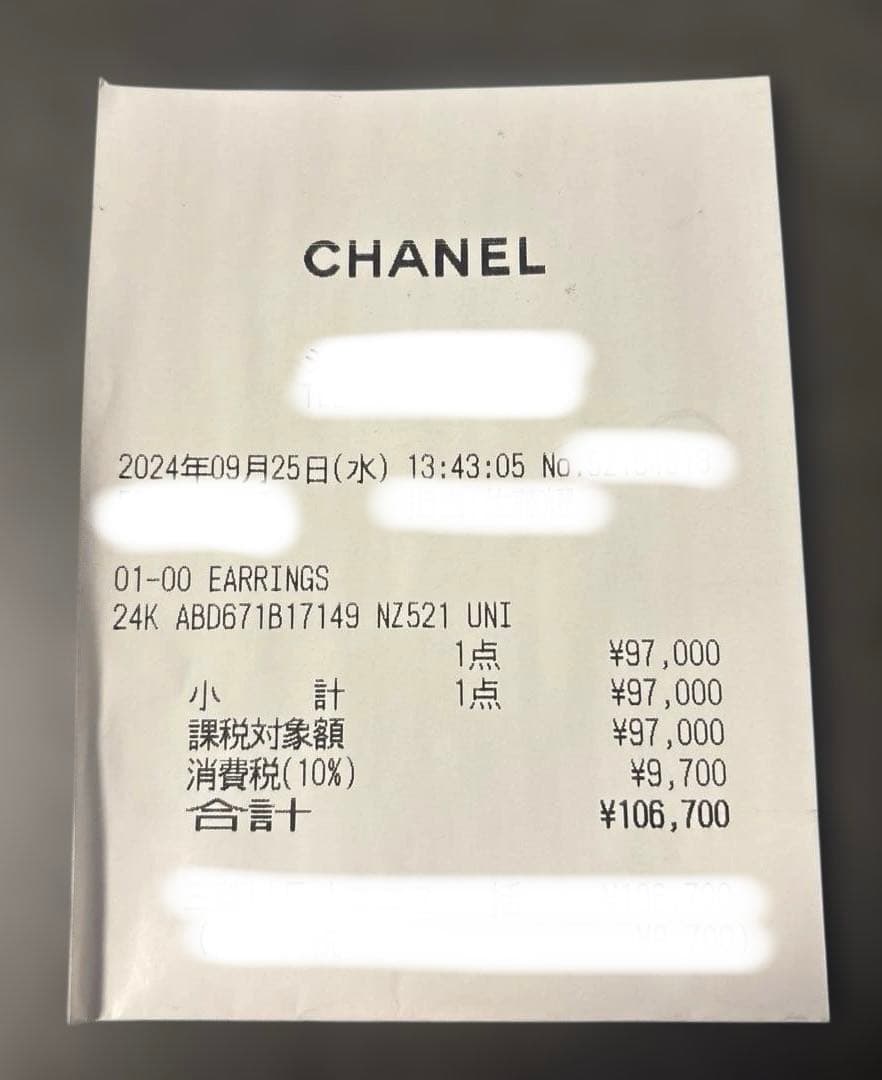 CHANEL
2024年09月25日(水) 13:43:05 No.
01-00 EARRINGS
24K ABD671B17149 NZ521 UNI
1点 ¥97,000
小 計 1点 ¥97,000
課税対象額 ¥97,000
消費税(10%) ¥9,700
合計 ¥106,700